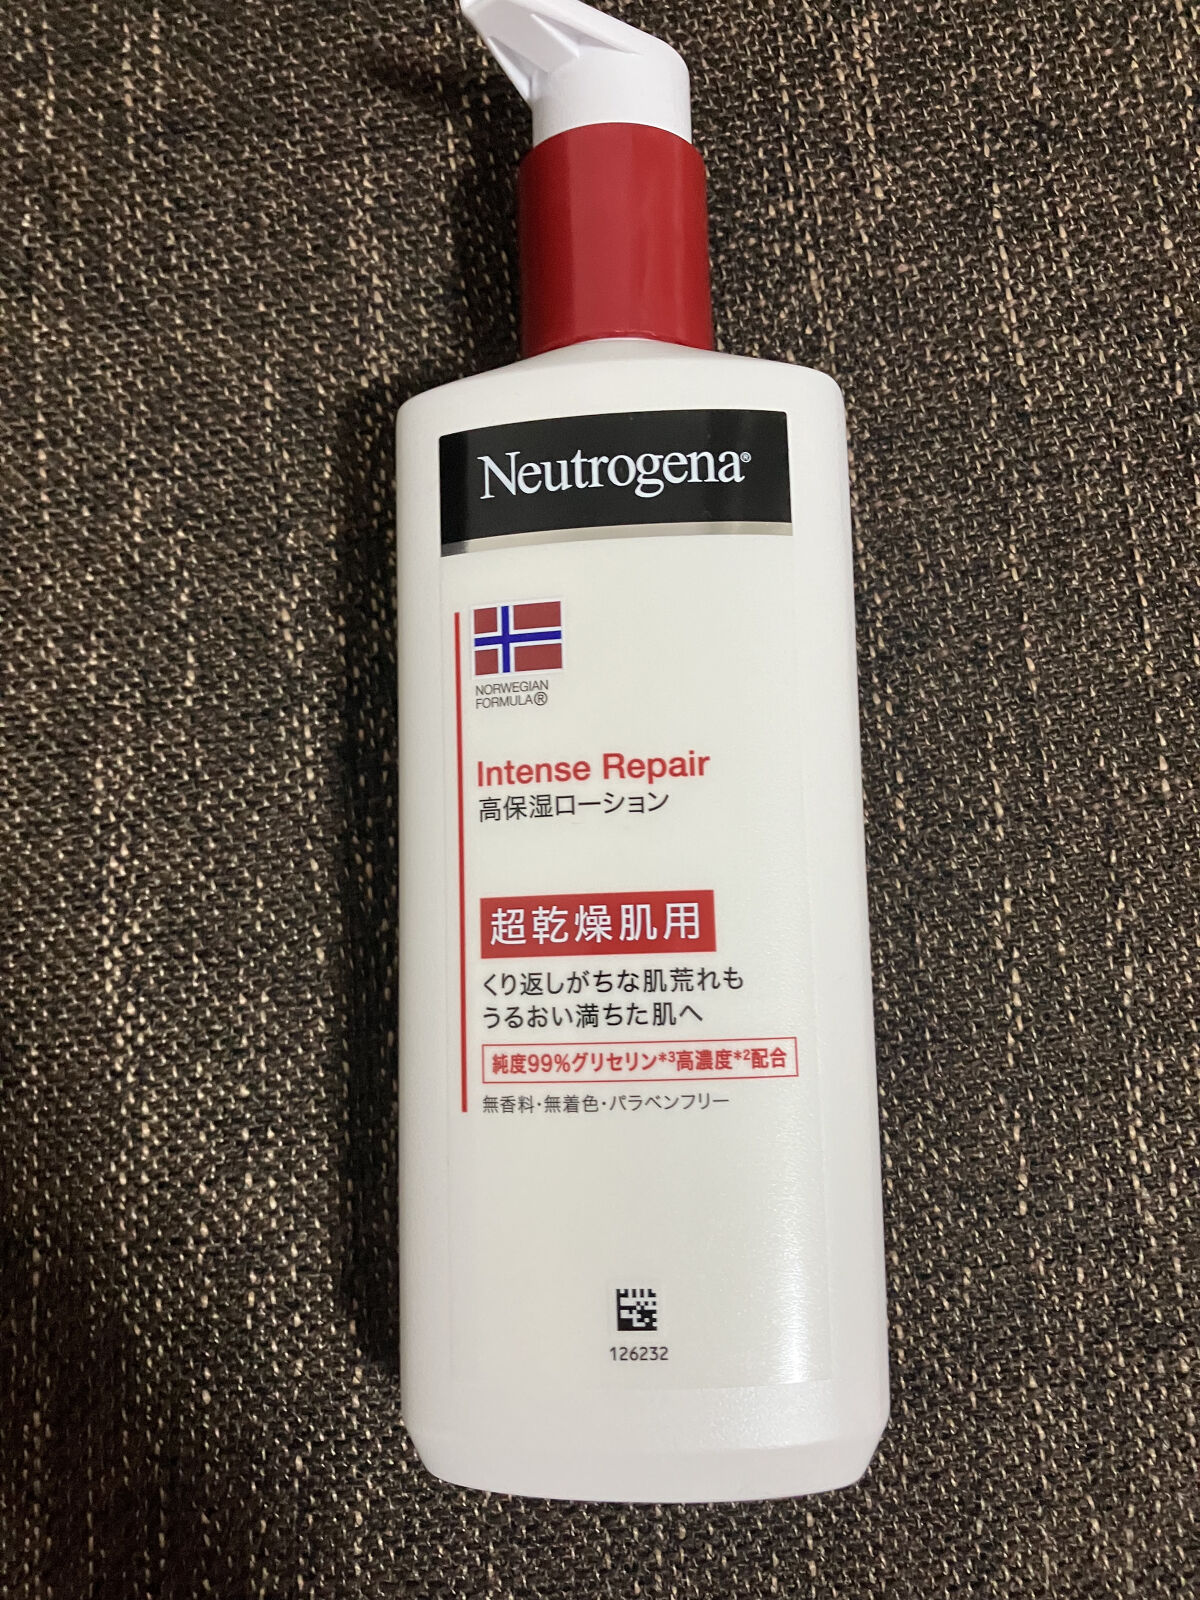 Neutrogena®
NORWEGIAN
FORMULA®
Intense Repair
高保湿ローション
超乾燥肌用
くり返しがちな肌荒れも
うるおい満ちた肌へ
純度99%グリセリン*³高濃度*²配合
無香料・無着色・パラベンフリー
126232